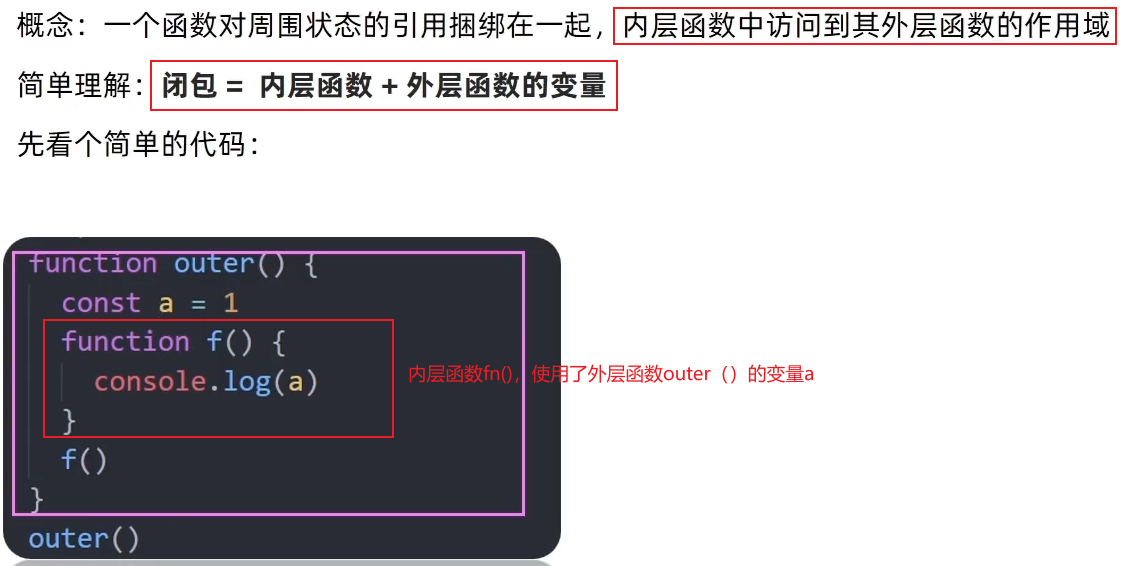 概念：一个函数对周围状态的引用捆绑在一起，内层函数中访问到其外层函数的作用域
简单理解：闭包 = 内层函数 + 外层函数的变量
先看个简单的代码：
function outer() {
const a = 1
function f() {
console.log(a)
}
内层函数fn()，使用了外层函数outer（）的变量a
f()
}
outer()